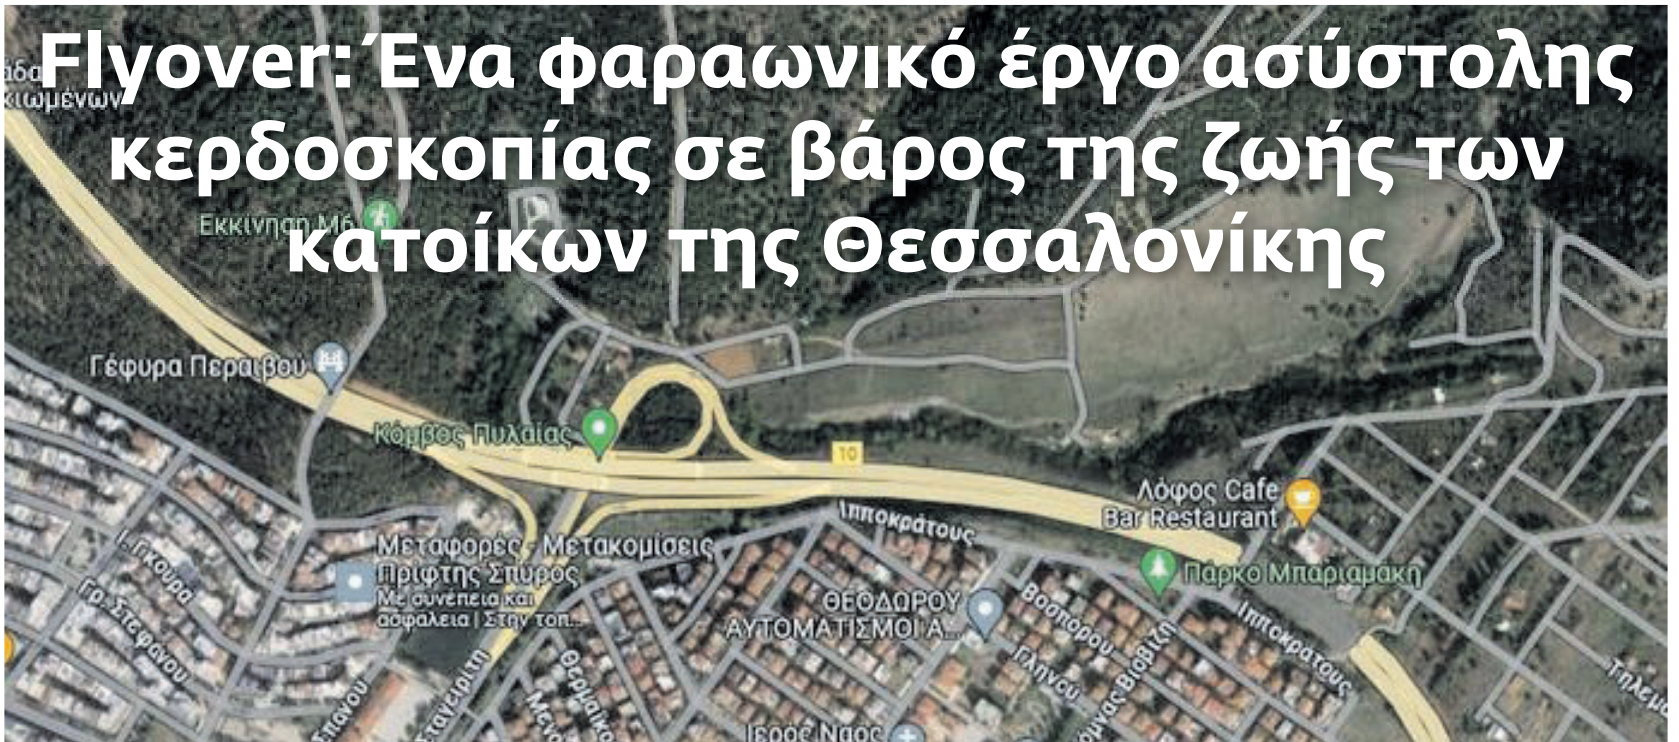 Flyover: Ένα φαραωνικό έργο ασύστολης
κερδοσκοπίας σε βάρος της ζωής των
κατοίκων της Θεσσαλονίκης
Εκκίνηση Μ6
Γέφυρα Περαιβού
Κόμβος Πυλαίας
10
Λόφος Cafe
Bar Restaurant
Ιπποκράτους
Μεταφορές - Μετακομίσεις
Πρίφτης Σπύρος
Με συνέπεια και
ασφάλεια | Στην τοπ...
Πάρκο Μπαριαμάκη
ΘΕΟΔΩΡΟΥ
ΑΥΤΟΜΑΤΙΣΜΟΙ Α...
Ι. Γκούρα
Γρ. Στεφάνου
Βοσπόρου
Γληνού
Ιπποκράτους
Ιερός Ναός